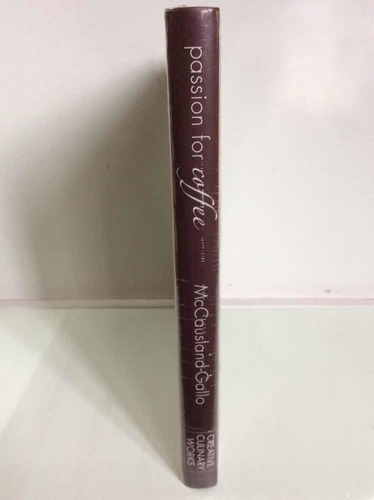 passion for coffee
McCausland-Gallo
CREATIVE
CULINARY
WORKS